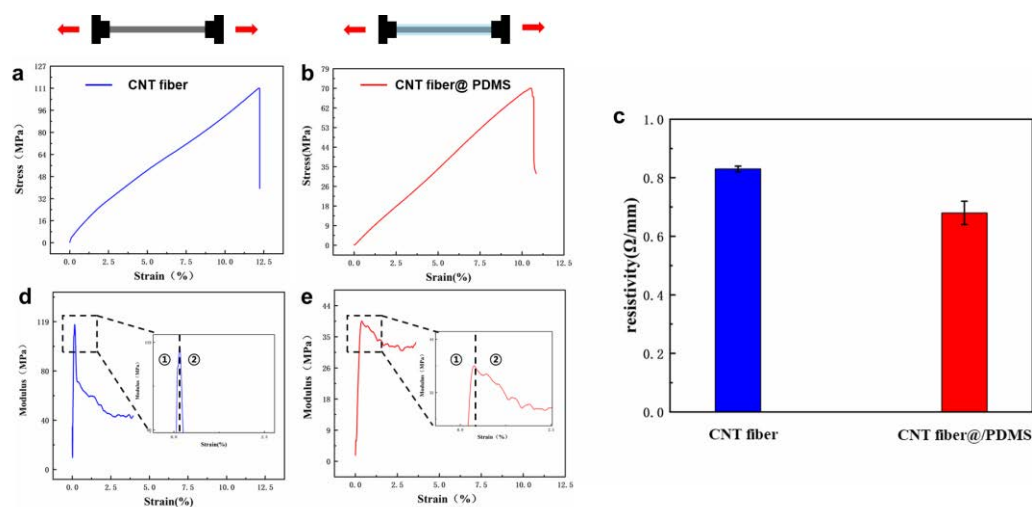 a
CNT fiber
Stress（MPa）
127
111
96
80
64
48
32
16
0
0.0 2.5 5.0 7.5 10.0 12.5
Strain（%）
b
CNT fiber@ PDMS
Stress(MPa)
79
70
61
53
44
35
26
18
9
0
0.0 2.5 5.0 7.5 10.0 12.5
Srain(%)
c
resistivity(Ω/mm)
1.0
0.8
0.6
0.4
0.2
0.0
CNT fiber
CNT fiber@/PDMS
d
Modulus（MPa）
119
80
40
0
0.0 2.5 5.0 7.5 10.0 12.5
Strain(%)
① ②
Modulus（MPa）
Strain(%)
e
Modulus（MPa）
44
35
26
18
9
0
0.0 2.5 5.0 7.5 10.0 12.5
Strain（%）
① ②
Modulus（MPa）
Strain（%）